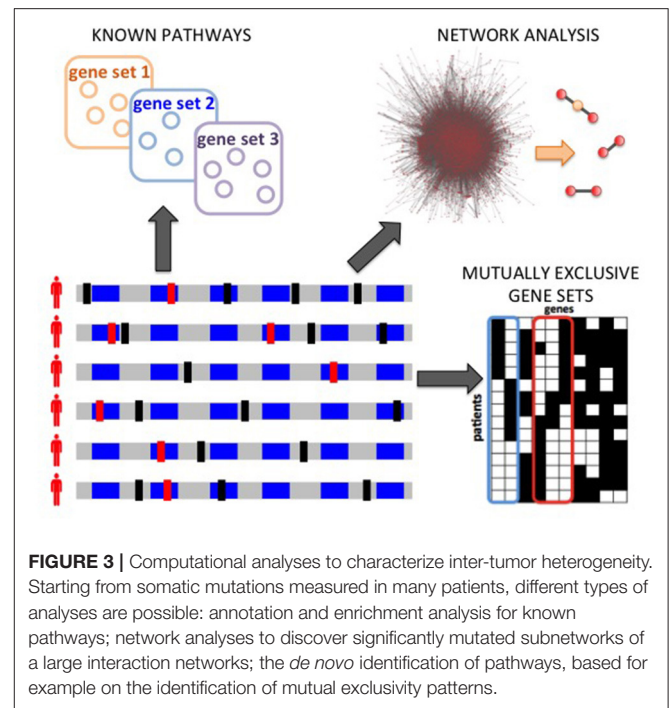 KNOWN PATHWAYS
NETWORK ANALYSIS
gene set 1
gene set 2
gene set 3
MUTUALLY EXCLUSIVE
GENE SETS
genes
patients
FIGURE 3 | Computational analyses to characterize inter-tumor heterogeneity.
Starting from somatic mutations measured in many patients, different types of
analyses are possible: annotation and enrichment analysis for known
pathways; network analyses to discover significantly mutated subnetworks of
a large interaction networks; the de novo identification of pathways, based for
example on the identification of mutual exclusivity patterns.